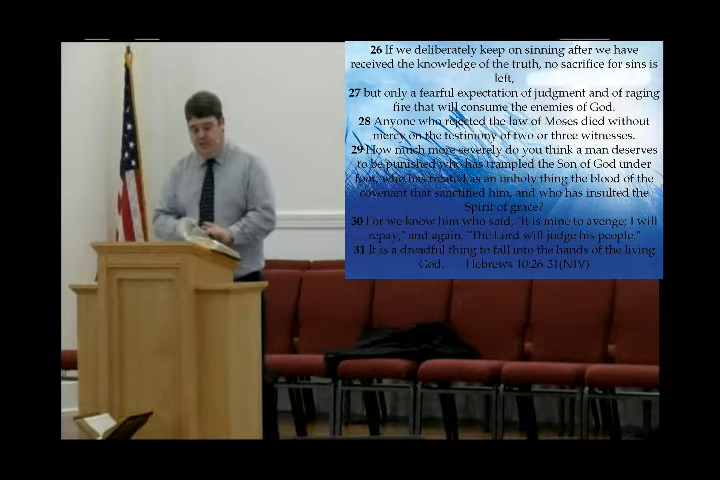 26 If we deliberately keep on sinning after we have
received the knowledge of the truth, no sacrifice for sins is
left,
27 but only a fearful expectation of judgment and of raging
fire that will consume the enemies of God.
28 Anyone who rejected the law of Moses died without
mercy on the testimony of two or three witnesses.
29 How much more severely do you think a man deserves
to be punished who has trampled the Son of God under
foot, who has treated as an unholy thing the blood of the
covenant that sanctified him, and who has insulted the
Spirit of grace?
30 For we know him who said, "It is mine to avenge; I will
repay," and again, "The Lord will judge his people."
31 It is a dreadful thing to fall into the hands of the living
God. Hebrews 10:26-31(NIV)